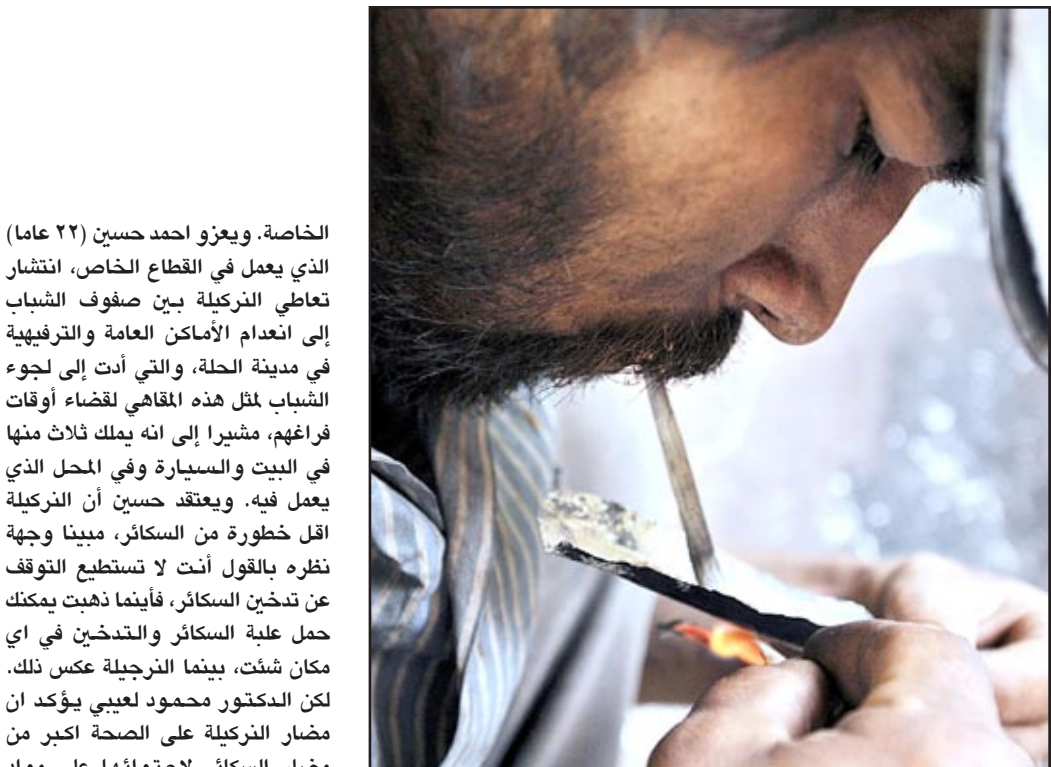 الخاصة. ويعزو احمد حسين (٢٢ عاما)
الذي يعمل في القطاع الخاص، انتشار
تعاطي النركيلة بين صفوف الشباب
إلى انعدام الأماكن العامة والترفيهية
في مدينة الحلة، والتي أدت إلى لجوء
الشباب لمثل هذه المقاهي لقضاء أوقات
فراغهم، مشيرا إلى انه يملك ثلاث منها
في البيت والسيارة وفي المحل الذي
يعمل فيه. ويعتقد حسين أن النركيلة
اقل خطورة من السكائر، مبينا وجهة
نظره بالقول أنت لا تستطيع التوقف
عن تدخين السكائر، فأينما ذهبت يمكنك
حمل علبة السكائر والتدخين في اي
مكان شئت، بينما النرجيلة عكس ذلك.
لكن الدكتور محمود لعيبي يؤكد ان
مضار النركيلة على الصحة اكبر من